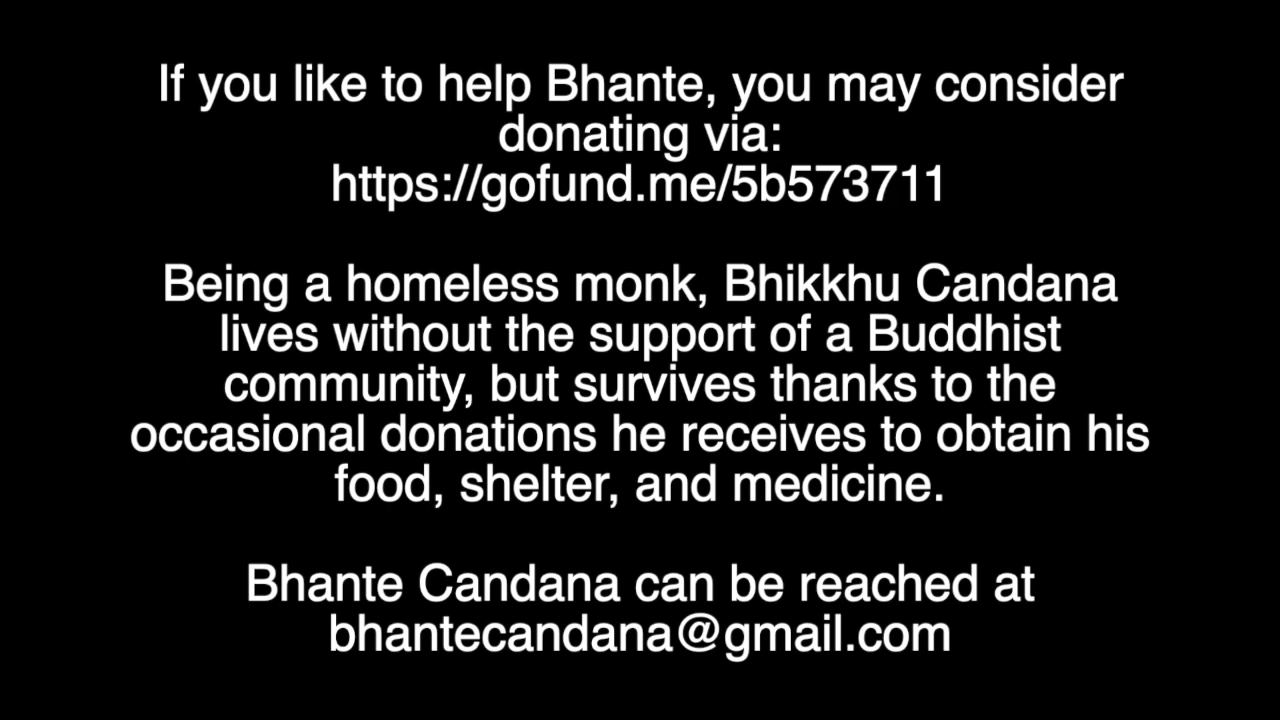 If you like to help Bhante, you may consider
donating via:
https://gofund.me/5b573711
Being a homeless monk, Bhikkhu Candana
lives without the support of a Buddhist
community, but survives thanks to the
occasional donations he receives to obtain his
food, shelter, and medicine.
Bhante Candana can be reached at
bhantecandana@gmail.com